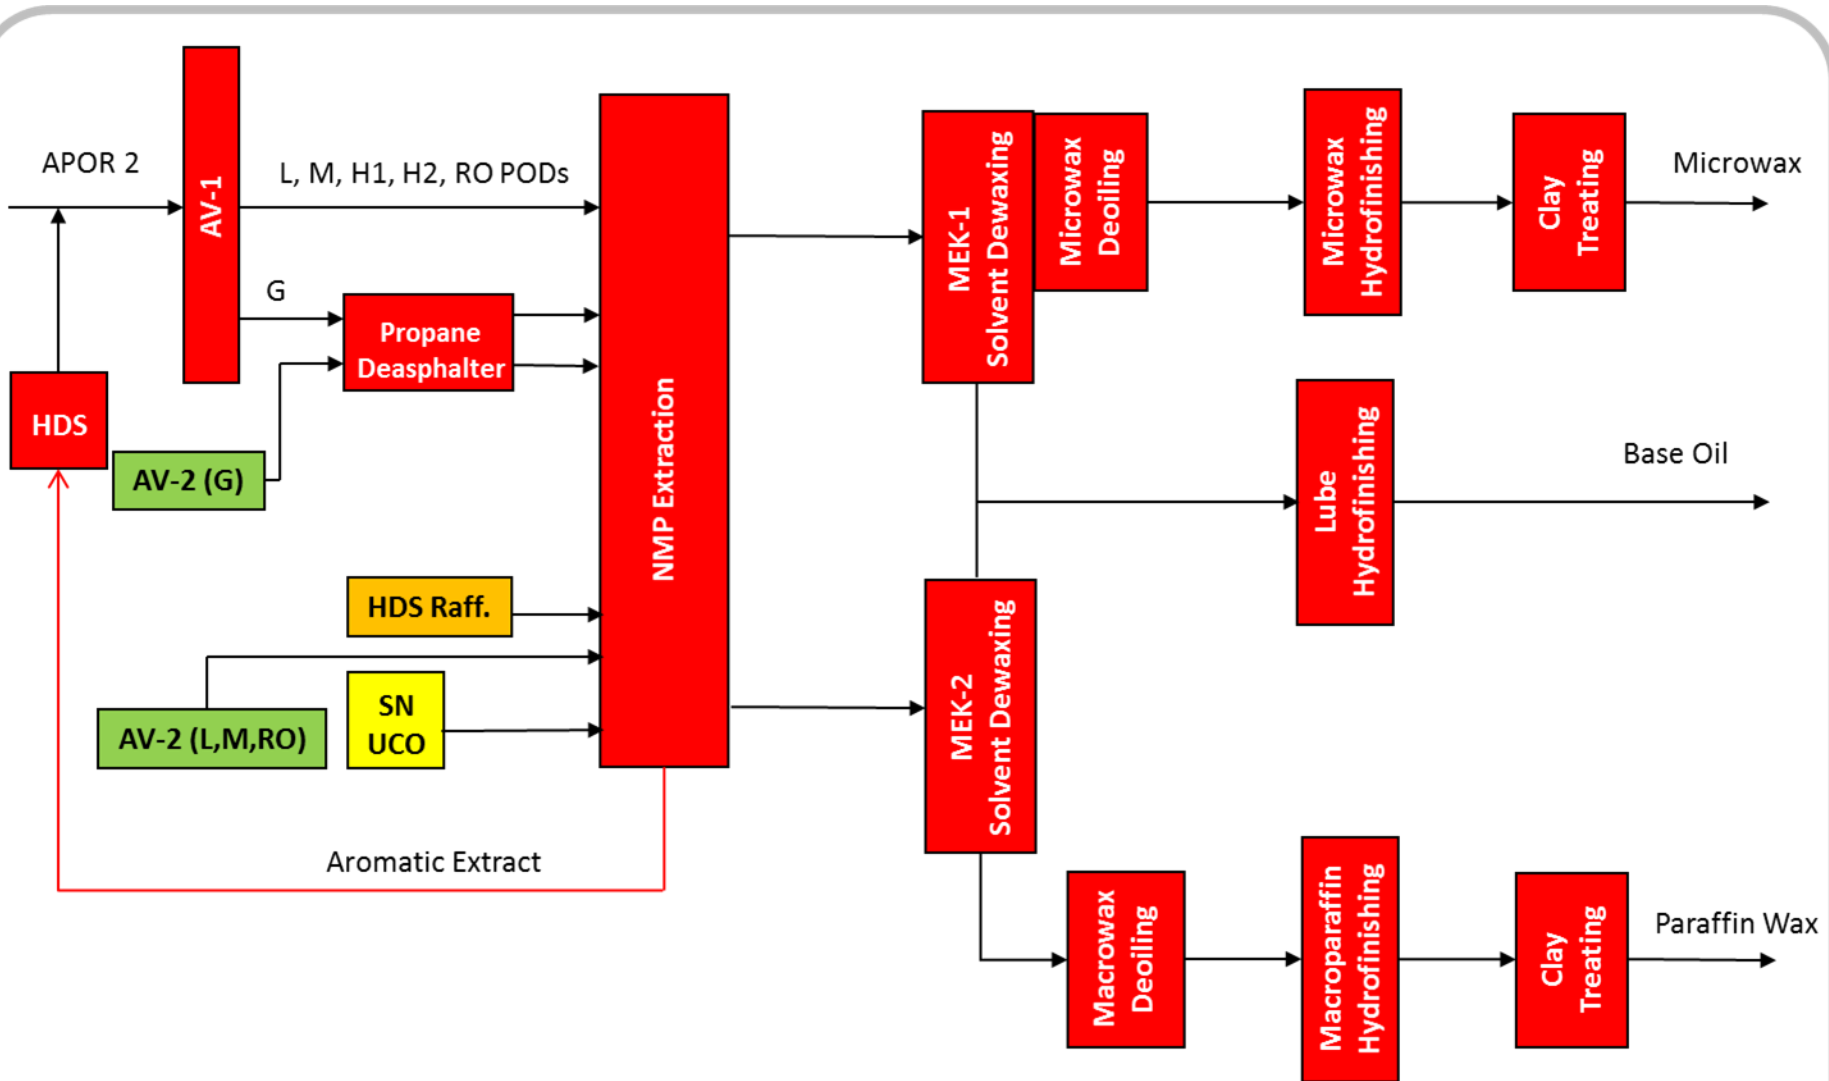 APOR 2
AV-1
L, M, H1, H2, RO PODs
G
Propane
Deasphalter
HDS
AV-2 (G)
HDS Raff.
AV-2 (L,M,RO)
SN
UCO
Aromatic Extract
NMP Extraction
MEK-1
Solvent Dewaxing
Microwax
Deoiling
Microwax
Hydrofinishing
Clay
Treating
Microwax
Lube
Hydrofinishing
Base Oil
MEK-2
Solvent Dewaxing
Macrowax
Deoiling
Macroparaffin
Hydrofinishing
Clay
Treating
Paraffin Wax